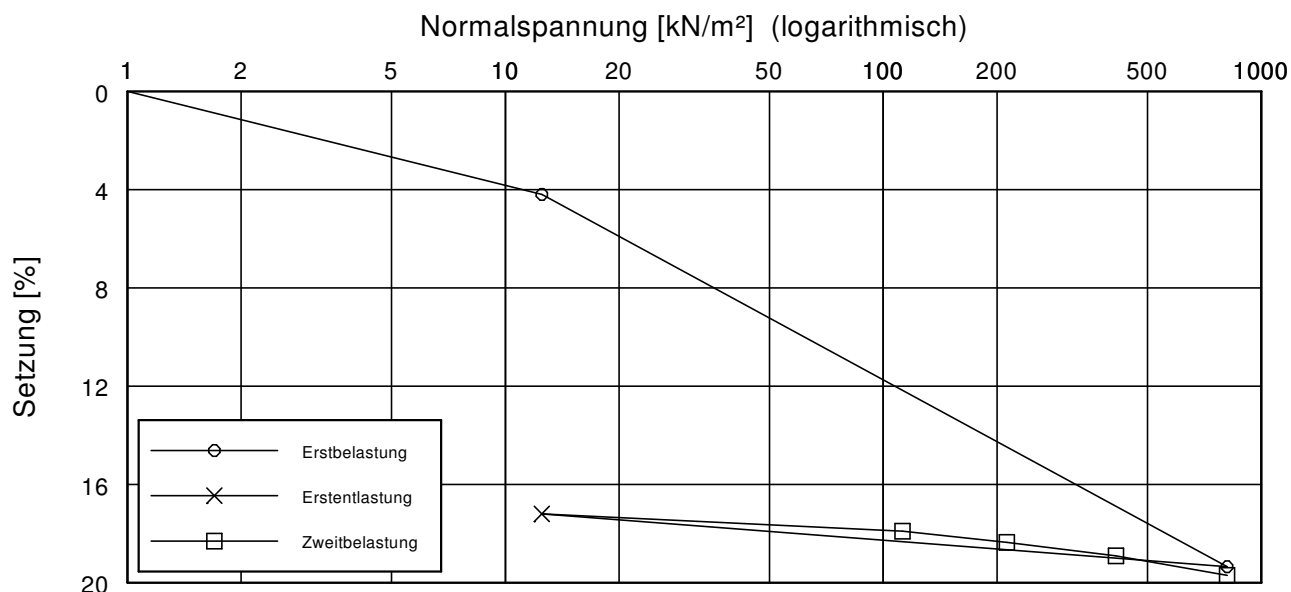 Normalspannung [kN/m²] (logarithmisch)
1 2 5 10 20 50 100 200 500 1000
0
4
8
12
16
20
Setzung [%]
Erstbelastung
Erstentlastung
Zweitbelastung